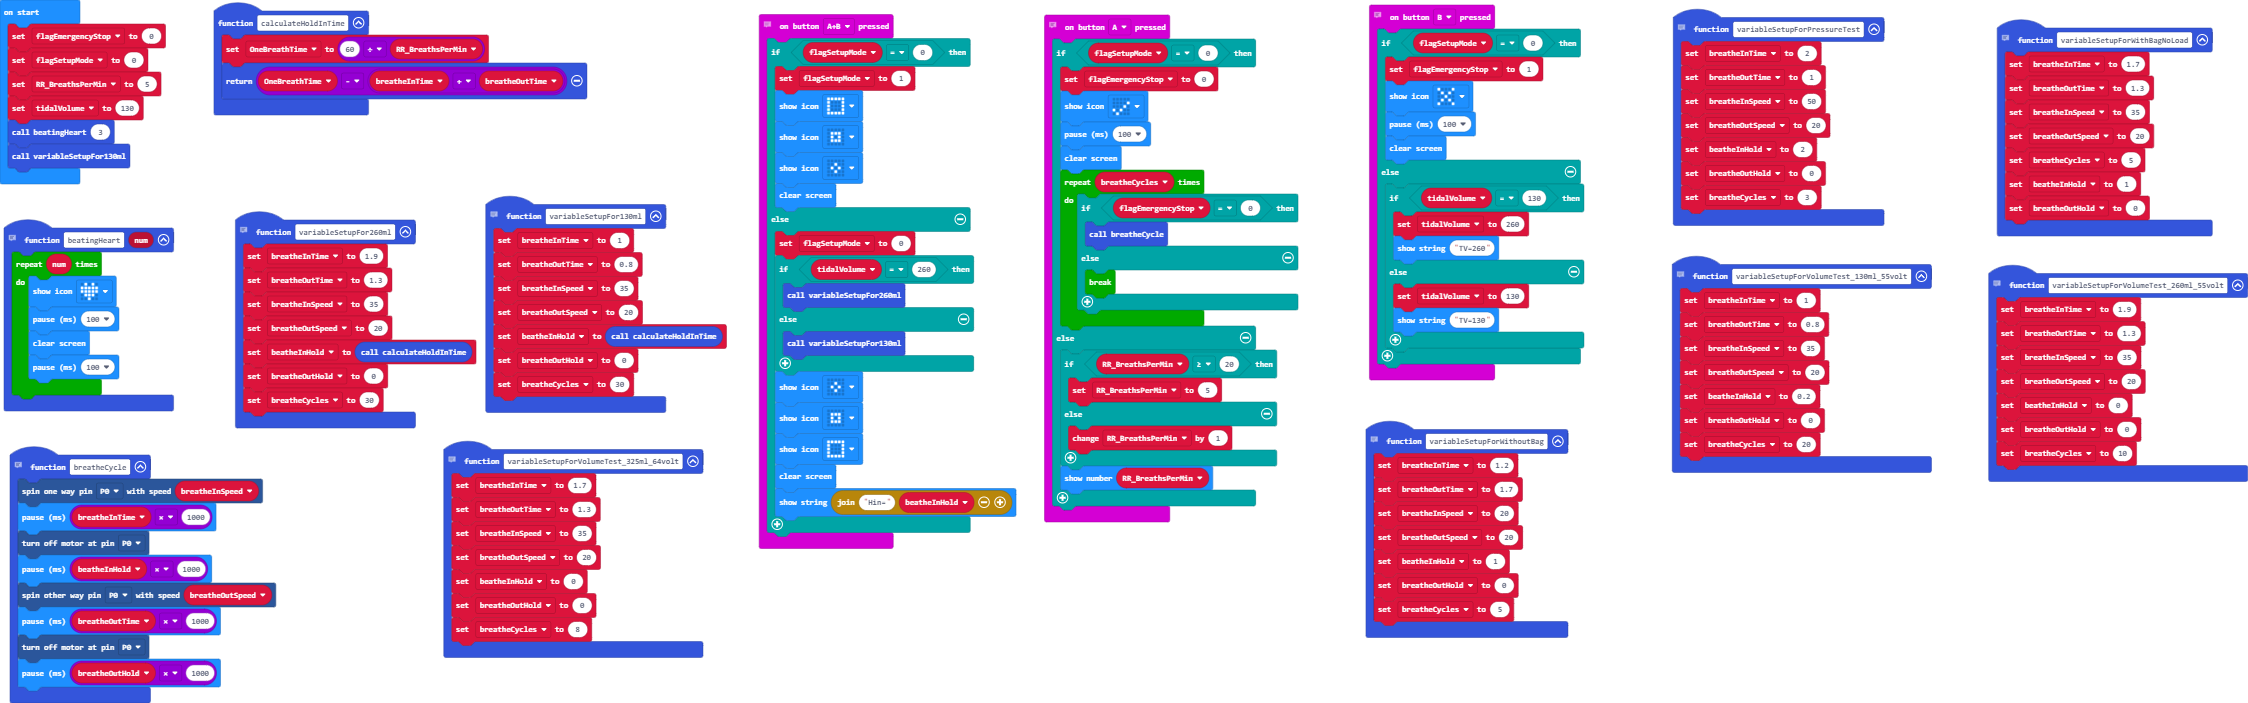 on start
set flagEmergencyStop to 0
set flagSetupMode to 0
set RR_BreathsPerMin to 5
set tidalVolume to 130
call beatingHeart 3
call variableSetupFor130ml
function calculateHoldInTime
set OneBreathTime to 60 ÷ RR_BreathsPerMin
return OneBreathTime - breatheInTime + breatheOutTime
function beatingHeart num
repeat num times
do
show icon
pause (ms) 100
clear screen
pause (ms) 100
function variableSetupFor260ml
set breatheInTime to 1.9
set breatheOutTime to 1.3
set breatheInSpeed to 35
set breatheOutSpeed to 20
set beatheInHold to call calculateHoldInTime
set breatheOutHold to 0
set breatheCycles to 30
function variableSetupFor130ml
set breatheInTime to 1
set breatheOutTime to 0.8
set breatheInSpeed to 35
set breatheOutSpeed to 20
set beatheInHold to call calculateHoldInTime
set breatheOutHold to 0
set breatheCycles to 30
function breatheCycle
spin one way pin P0 with speed breatheInSpeed
pause (ms) breatheInTime × 1000
turn off motor at pin P0
pause (ms) beatheInHold × 1000
spin other way pin P0 with speed breatheOutSpeed
pause (ms) breatheOutTime × 1000
turn off motor at pin P0
pause (ms) breatheOutHold × 1000
function variableSetupForVolumeTest_325ml_64volt
set breatheInTime to 1.7
set breatheOutTime to 1.3
set breatheInSpeed to 35
set breatheOutSpeed to 20
set beatheInHold to 0
set breatheOutHold to 0
set breatheCycles to 8
on button A+B pressed
if flagSetupMode = 0 then
set flagSetupMode to 1
show icon
show icon
show icon
clear screen
else
set flagSetupMode to 0
if tidalVolume = 260 then
call variableSetupFor260ml
else
call variableSetupFor130ml
show icon
show icon
show icon
clear screen
show string join "Hin=" beatheInHold
on button A pressed
if flagSetupMode = 0 then
set flagEmergencyStop to 0
show icon
pause (ms) 100
clear screen
repeat breatheCycles times
do
if flagEmergencyStop = 0 then
call breatheCycle
else
break
else
if RR_BreathsPerMin ≥ 20 then
set RR_BreathsPerMin to 5
else
change RR_BreathsPerMin by 1
show number RR_BreathsPerMin
on button B pressed
if flagSetupMode = 0 then
set flagEmergencyStop to 1
show icon
pause (ms) 100
clear screen
else
if tidalVolume = 130 then
set tidalVolume to 260
show string "TV=260"
else
set tidalVolume to 130
show string "TV=130"
function variableSetupForWithoutBag
set breatheInTime to 1.2
set breatheOutTime to 1.7
set breatheInSpeed to 20
set breatheOutSpeed to 20
set beatheInHold to 1
set breatheOutHold to 0
set breatheCycles to 5
function variableSetupForPressureTest
set breatheInTime to 2
set breatheOutTime to 1
set breatheInSpeed to 50
set breatheOutSpeed to 20
set beatheInHold to 2
set breatheOutHold to 0
set breatheCycles to 3
function variableSetupForVolumeTest_130ml_55volt
set breatheInTime to 1
set breatheOutTime to 0.8
set breatheInSpeed to 35
set breatheOutSpeed to 20
set beatheInHold to 0.2
set breatheOutHold to 0
set breatheCycles to 20
function variableSetupForWithBagNoLoad
set breatheInTime to 1.7
set breatheOutTime to 1.3
set breatheInSpeed to 35
set breatheOutSpeed to 20
set breatheCycles to 5
set beatheInHold to 1
set breatheOutHold to 0
function variableSetupForVolumeTest_260ml_55volt
set breatheInTime to 1.9
set breatheOutTime to 1.3
set breatheInSpeed to 35
set breatheOutSpeed to 20
set beatheInHold to 0
set breatheOutHold to 0
set breatheCycles to 10